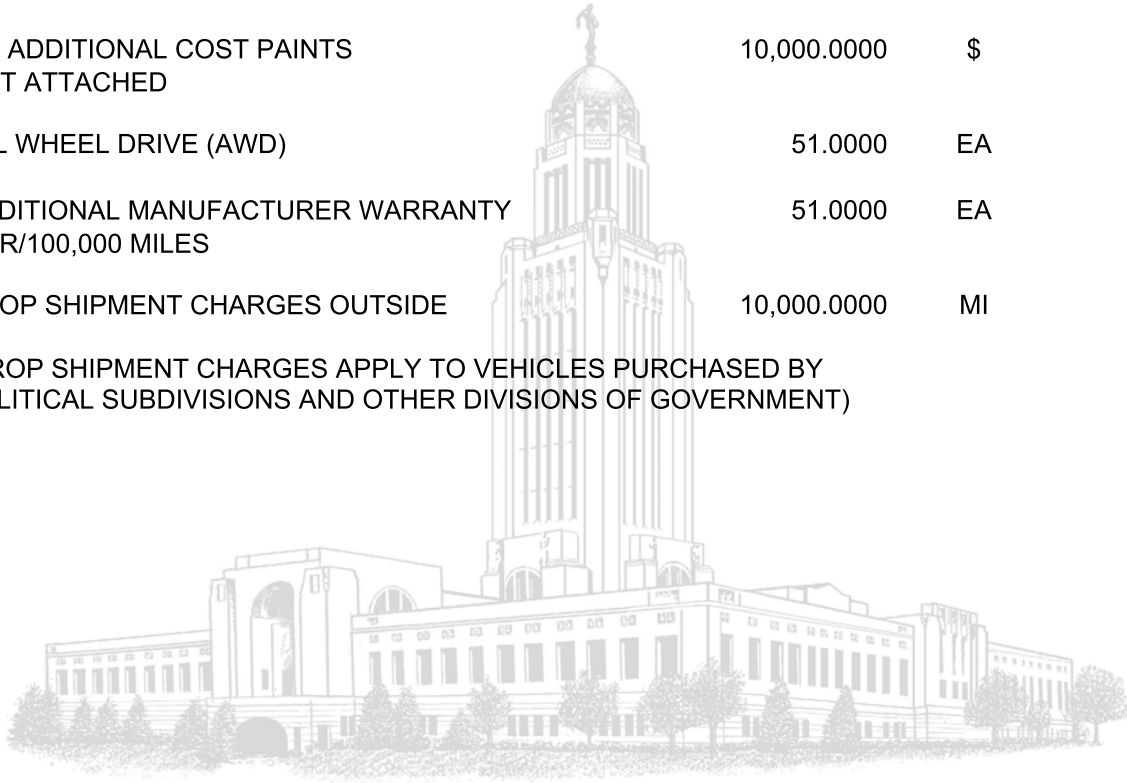 ADDITIONAL COST PAINTS 10,000.0000 $
T ATTACHED
L WHEEL DRIVE (AWD) 51.0000 EA
DITIONAL MANUFACTURER WARRANTY 51.0000 EA
R/100,000 MILES
OP SHIPMENT CHARGES OUTSIDE 10,000.0000 MI
ROP SHIPMENT CHARGES APPLY TO VEHICLES PURCHASED BY
LITICAL SUBDIVISIONS AND OTHER DIVISIONS OF GOVERNMENT)